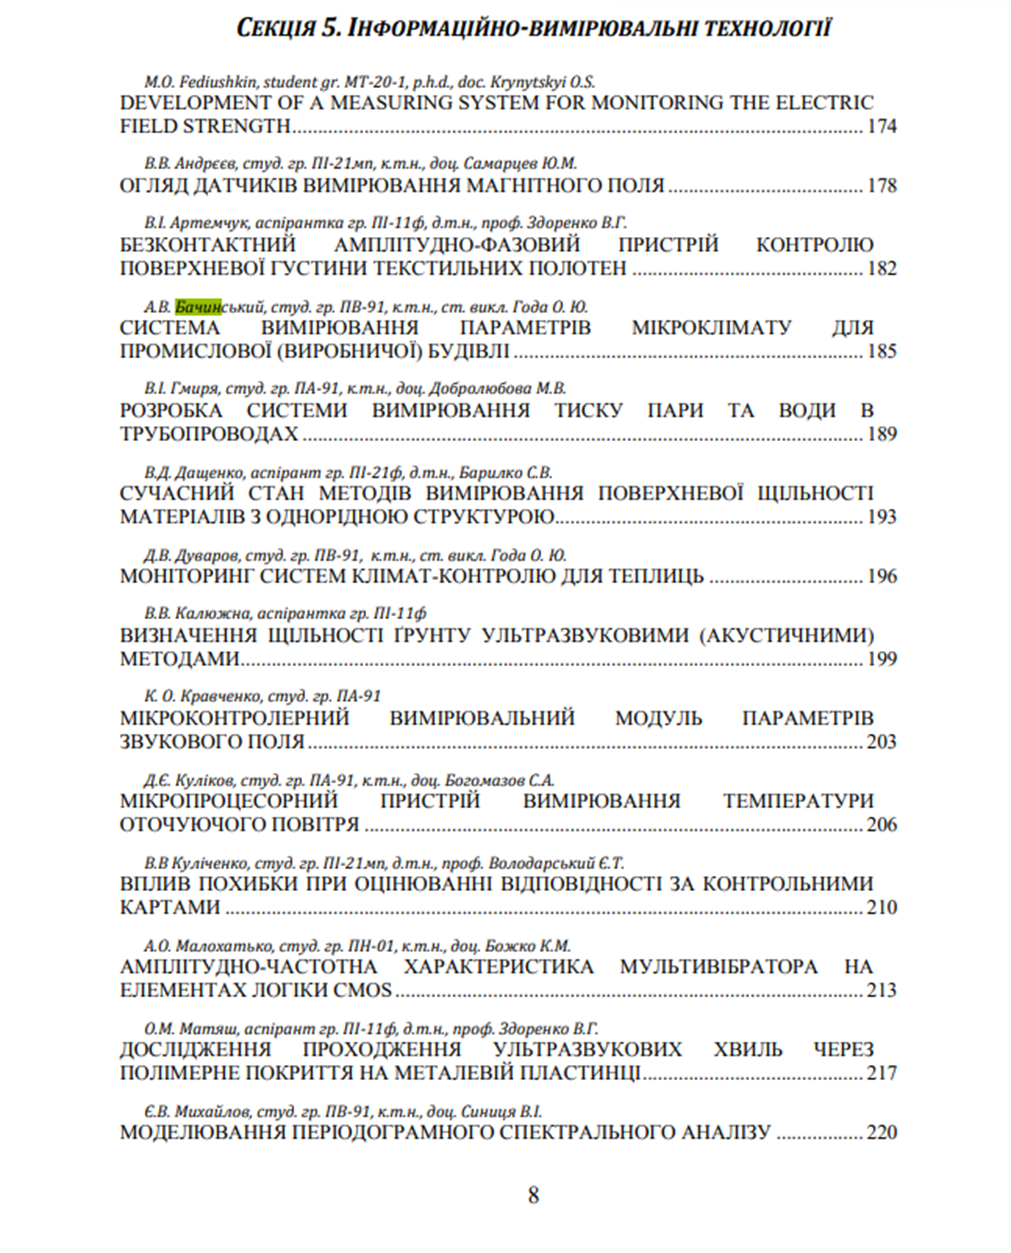 СЕКЦІЯ 5. ІНФОРМАЦІЙНО-ВИМІРЮВАЛЬНІ ТЕХНОЛОГІЇ
M.O. Fediushkin, student gr. MT-20-1, p.h.d., doc. Krynytskyi O.S.
DEVELOPMENT OF A MEASURING SYSTEM FOR MONITORING THE ELECTRIC
FIELD STRENGTH 174
В.В. Андрєєв, студ. гр. ПІ-21мп, к.т.н., доц. Самарцев Ю.М.
ОГЛЯД ДАТЧИКІВ ВИМІРЮВАННЯ МАГНІТНОГО ПОЛЯ 178
В.І. Артемчук, аспірантка гр. ПІ-11ф, д.т.н., проф. Здоренко В.Г.
БЕЗКОНТАКТНИЙ АМПЛІТУДНО-ФАЗОВИЙ ПРИСТРІЙ КОНТРОЛЮ
ПОВЕРХНЕВОЇ ГУСТИНИ ТЕКСТИЛЬНИХ ПОЛОТЕН 182
А.В. Бачинський, студ. гр. ПВ-91, к.т.н., ст. викл. Года О. Ю.
СИСТЕМА ВИМІРЮВАННЯ ПАРАМЕТРІВ МІКРОКЛІМАТУ ДЛЯ
ПРОМИСЛОВОЇ (ВИРОБНИЧОЇ) БУДІВЛІ 185
В.І. Гмиря, студ. гр. ПА-91, к.т.н., доц. Добролюбова М.В.
РОЗРОБКА СИСТЕМИ ВИМІРЮВАННЯ ТИСКУ ПАРИ ТА ВОДИ В
ТРУБОПРОВОДАХ 189
В.Д. Дащенко, аспірант гр. ПІ-21ф, д.т.н., Барилко С.В.
СУЧАСНИЙ СТАН МЕТОДІВ ВИМІРЮВАННЯ ПОВЕРХНЕВОЇ ЩІЛЬНОСТІ
МАТЕРІАЛІВ З ОДНОРІДНОЮ СТРУКТУРОЮ 193
Д.В. Дуваров, студ. гр. ПВ-91, к.т.н., ст. викл. Года О. Ю.
МОНІТОРИНГ СИСТЕМ КЛІМАТ-КОНТРОЛЮ ДЛЯ ТЕПЛИЦЬ 196
В.В. Калюжна, аспірантка гр. ПІ-11ф
ВИЗНАЧЕННЯ ЩІЛЬНОСТІ ҐРУНТУ УЛЬТРАЗВУКОВИМИ (АКУСТИЧНИМИ)
МЕТОДАМИ 199
К. О. Кравченко, студ. гр. ПА-91
МІКРОКОНТРОЛЕРНИЙ ВИМІРЮВАЛЬНИЙ МОДУЛЬ ПАРАМЕТРІВ
ЗВУКОВОГО ПОЛЯ 203
Д.Є. Куліков, студ. гр. ПА-91, к.т.н., доц. Богомазов С.А.
МІКРОПРОЦЕСОРНИЙ ПРИСТРІЙ ВИМІРЮВАННЯ ТЕМПЕРАТУРИ
ОТОЧУЮЧОГО ПОВІТРЯ 206
В.В Куліченко, студ. гр. ПІ-21мп, д.т.н., проф. Володарський Є.Т.
ВПЛИВ ПОХИБКИ ПРИ ОЦІНЮВАННІ ВІДПОВІДНОСТІ ЗА КОНТРОЛЬНИМИ
КАРТАМИ 210
А.О. Малохатько, студ. гр. ПН-01, к.т.н., доц. Божко К.М.
АМПЛІТУДНО-ЧАСТОТНА ХАРАКТЕРИСТИКА МУЛЬТИВІБРАТОРА НА
ЕЛЕМЕНТАХ ЛОГІКИ CMOS 213
О.М. Матяш, аспірант гр. ПІ-11ф, д.т.н., проф. Здоренко В.Г.
ДОСЛІДЖЕННЯ ПРОХОДЖЕННЯ УЛЬТРАЗВУКОВИХ ХВИЛЬ ЧЕРЕЗ
ПОЛІМЕРНЕ ПОКРИТТЯ НА МЕТАЛЕВІЙ ПЛАСТИНЦІ 217
Є.В. Михайлов, студ. гр. ПВ-91, к.т.н., доц. Синиця В.І.
МОДЕЛЮВАННЯ ПЕРІОДОГРАМНОГО СПЕКТРАЛЬНОГО АНАЛІЗУ 220
8